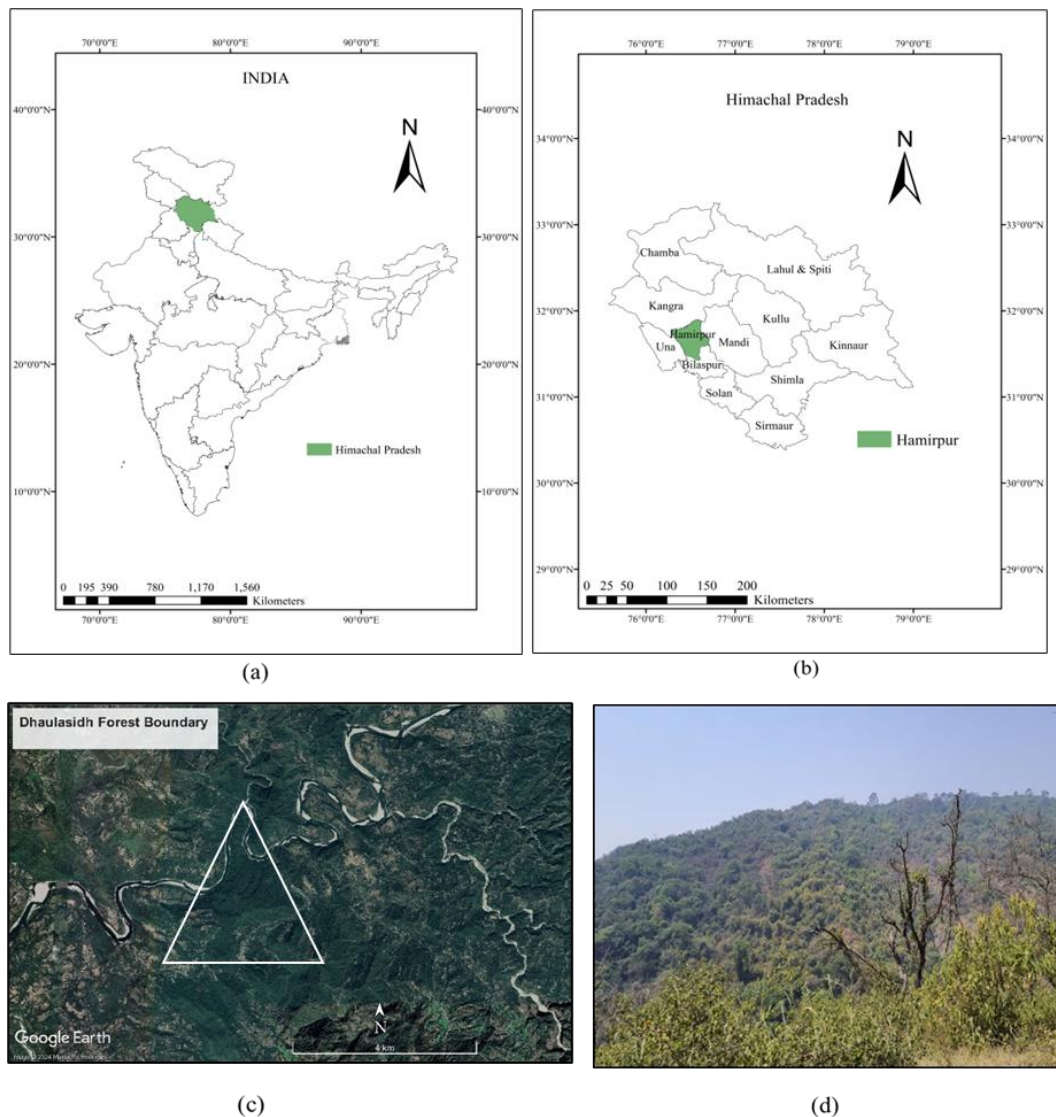 70°0'0"E 80°0'0"E 90°0'0"E
INDIA
N
40°0'0"N 40°0'0"N
30°0'0"N 30°0'0"N
20°0'0"N 20°0'0"N
Himachal Pradesh
10°0'0"N 10°0'0"N
0 195 390 780 1,170 1,560
Kilometers
70°0'0"E 80°0'0"E 90°0'0"E
(a)
76°0'0"E 77°0'0"E 78°0'0"E 79°0'0"E
Himachal Pradesh
34°0'0"N 34°0'0"N
N
33°0'0"N 33°0'0"N
Chamba
Lahul & Spiti
Kangra
32°0'0"N 32°0'0"N
Kullu
Hamirpur
Una Mandi Kinnaur
Bilaspur
Shimla
Solan
31°0'0"N 31°0'0"N
Sirmaur
Hamirpur
30°0'0"N 30°0'0"N
29°0'0"N 29°0'0"N
0 25 50 100 150 200
Kilometers
76°0'0"E 77°0'0"E 78°0'0"E 79°0'0"E
(b)
Dhaulasidh Forest Boundary
N
Google Earth
4 km
(c)
(d)